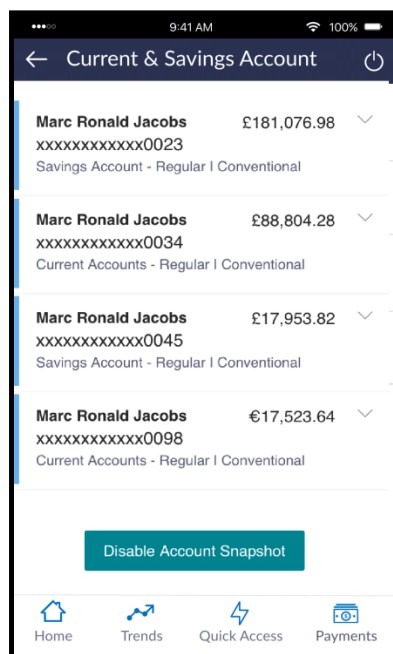 9:41 AM 100%
Current & Savings Account
Marc Ronald Jacobs £181,076.98
xxxxxxxxxxxx0023
Savings Account - Regular I Conventional
Marc Ronald Jacobs £88,804.28
xxxxxxxxxxxx0034
Current Accounts - Regular I Conventional
Marc Ronald Jacobs £17,953.82
xxxxxxxxxxxx0045
Savings Account - Regular I Conventional
Marc Ronald Jacobs €17,523.64
xxxxxxxxxxxx0098
Current Accounts - Regular I Conventional
Disable Account Snapshot
Home Trends Quick Access Payments